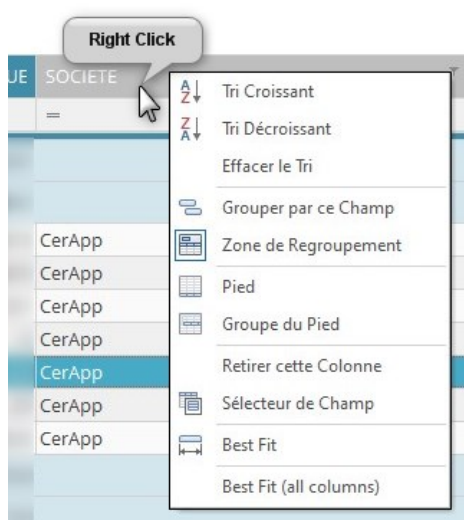 Right Click
UE SOCIETE
=
Tri Croissant
Tri Décroissant
Effacer le Tri
Grouper par ce Champ
Zone de Regroupement
Pied
Groupe du Pied
Retirer cette Colonne
Sélecteur de Champ
Best Fit
Best Fit (all columns)
CerApp
CerApp
CerApp
CerApp
CerApp
CerApp
CerApp